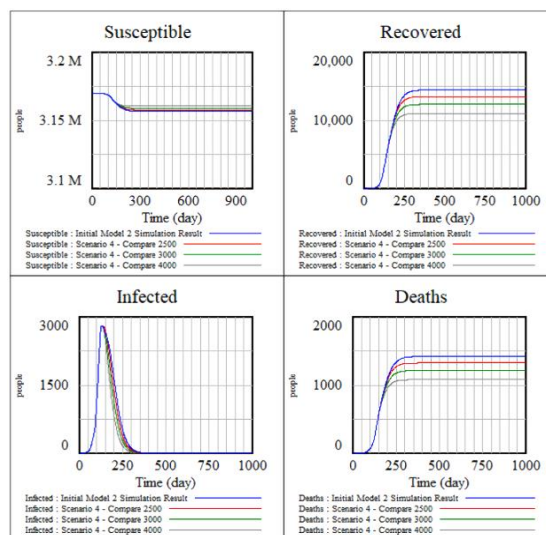 Susceptible
3.2 M
people
3.15 M
3.1 M
0 300 600 900
Time (day)
Susceptible : Initial Model 2 Simulation Result
Susceptible : Scenario 4 - Compare 2500
Susceptible : Scenario 4 - Compare 3000
Susceptible : Scenario 4 - Compare 4000
Recovered
20,000
people
10,000
0
0 250 500 750 1000
Time (day)
Recovered : Initial Model 2 Simulation Result
Recovered : Scenario 4 - Compare 2500
Recovered : Scenario 4 - Compare 3000
Recovered : Scenario 4 - Compare 4000
Infected
3000
people
1500
0
0 250 500 750 1000
Time (day)
Infected : Initial Model 2 Simulation Result
Infected : Scenario 4 - Compare 2500
Infected : Scenario 4 - Compare 3000
Infected : Scenario 4 - Compare 4000
Deaths
2000
people
1000
0
0 250 500 750 1000
Time (day)
Deaths : Initial Model 2 Simulation Result
Deaths : Scenario 4 - Compare 2500
Deaths : Scenario 4 - Compare 3000
Deaths : Scenario 4 - Compare 4000